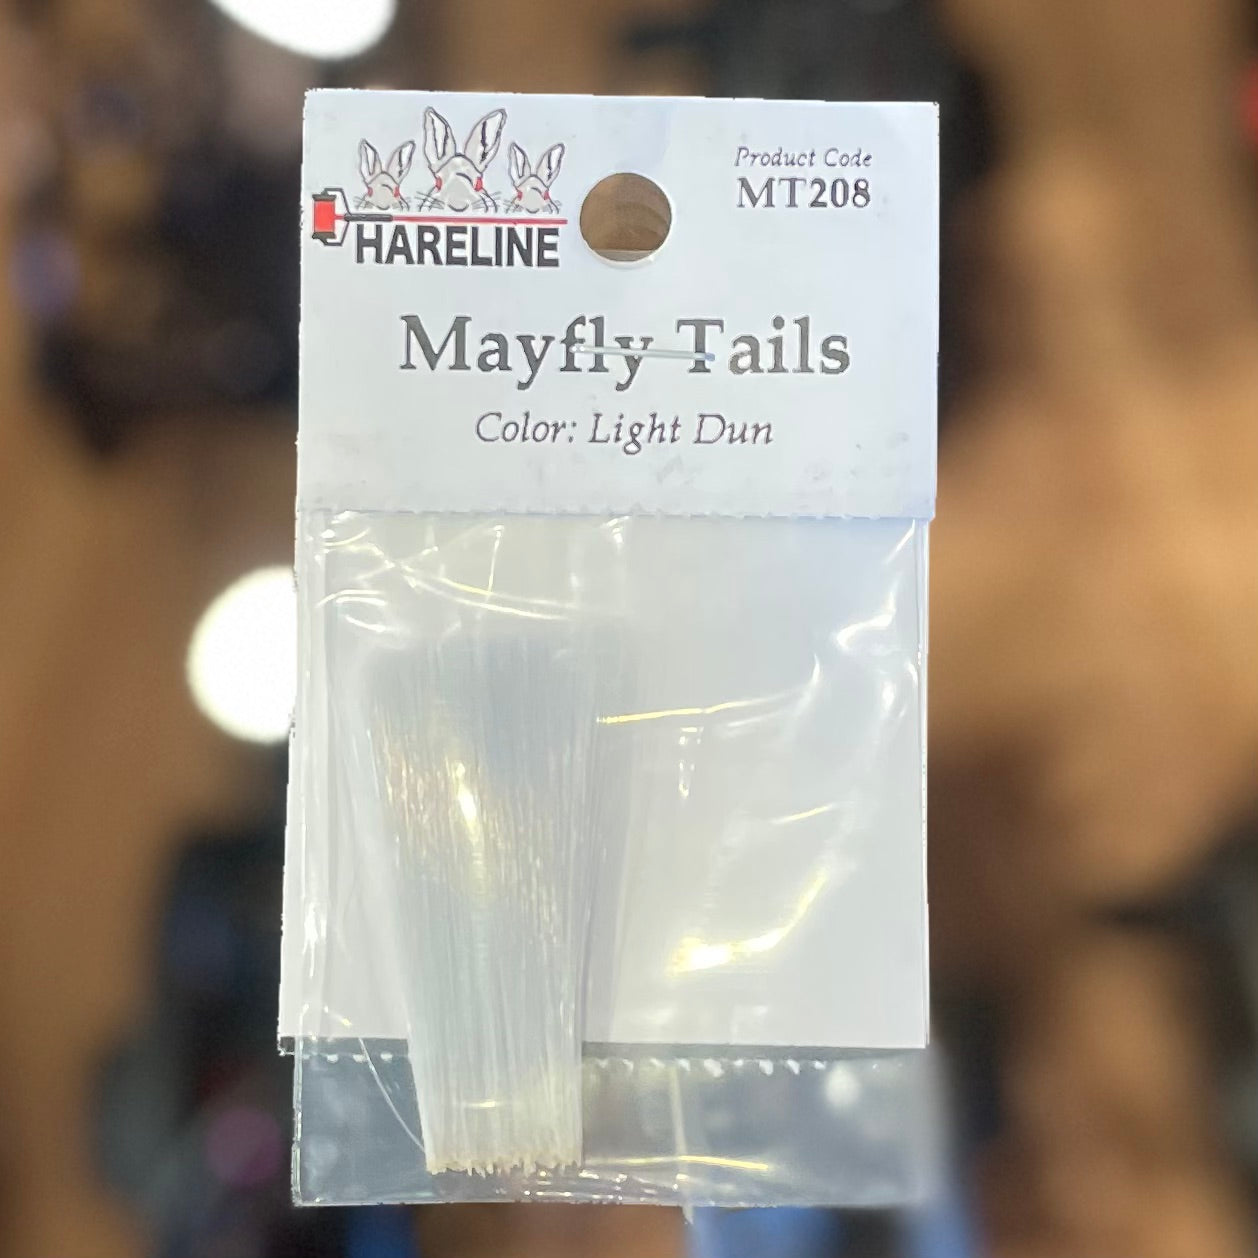 HARELINE
Product Code
MT208
Mayfly Tails
Color: Light Dun